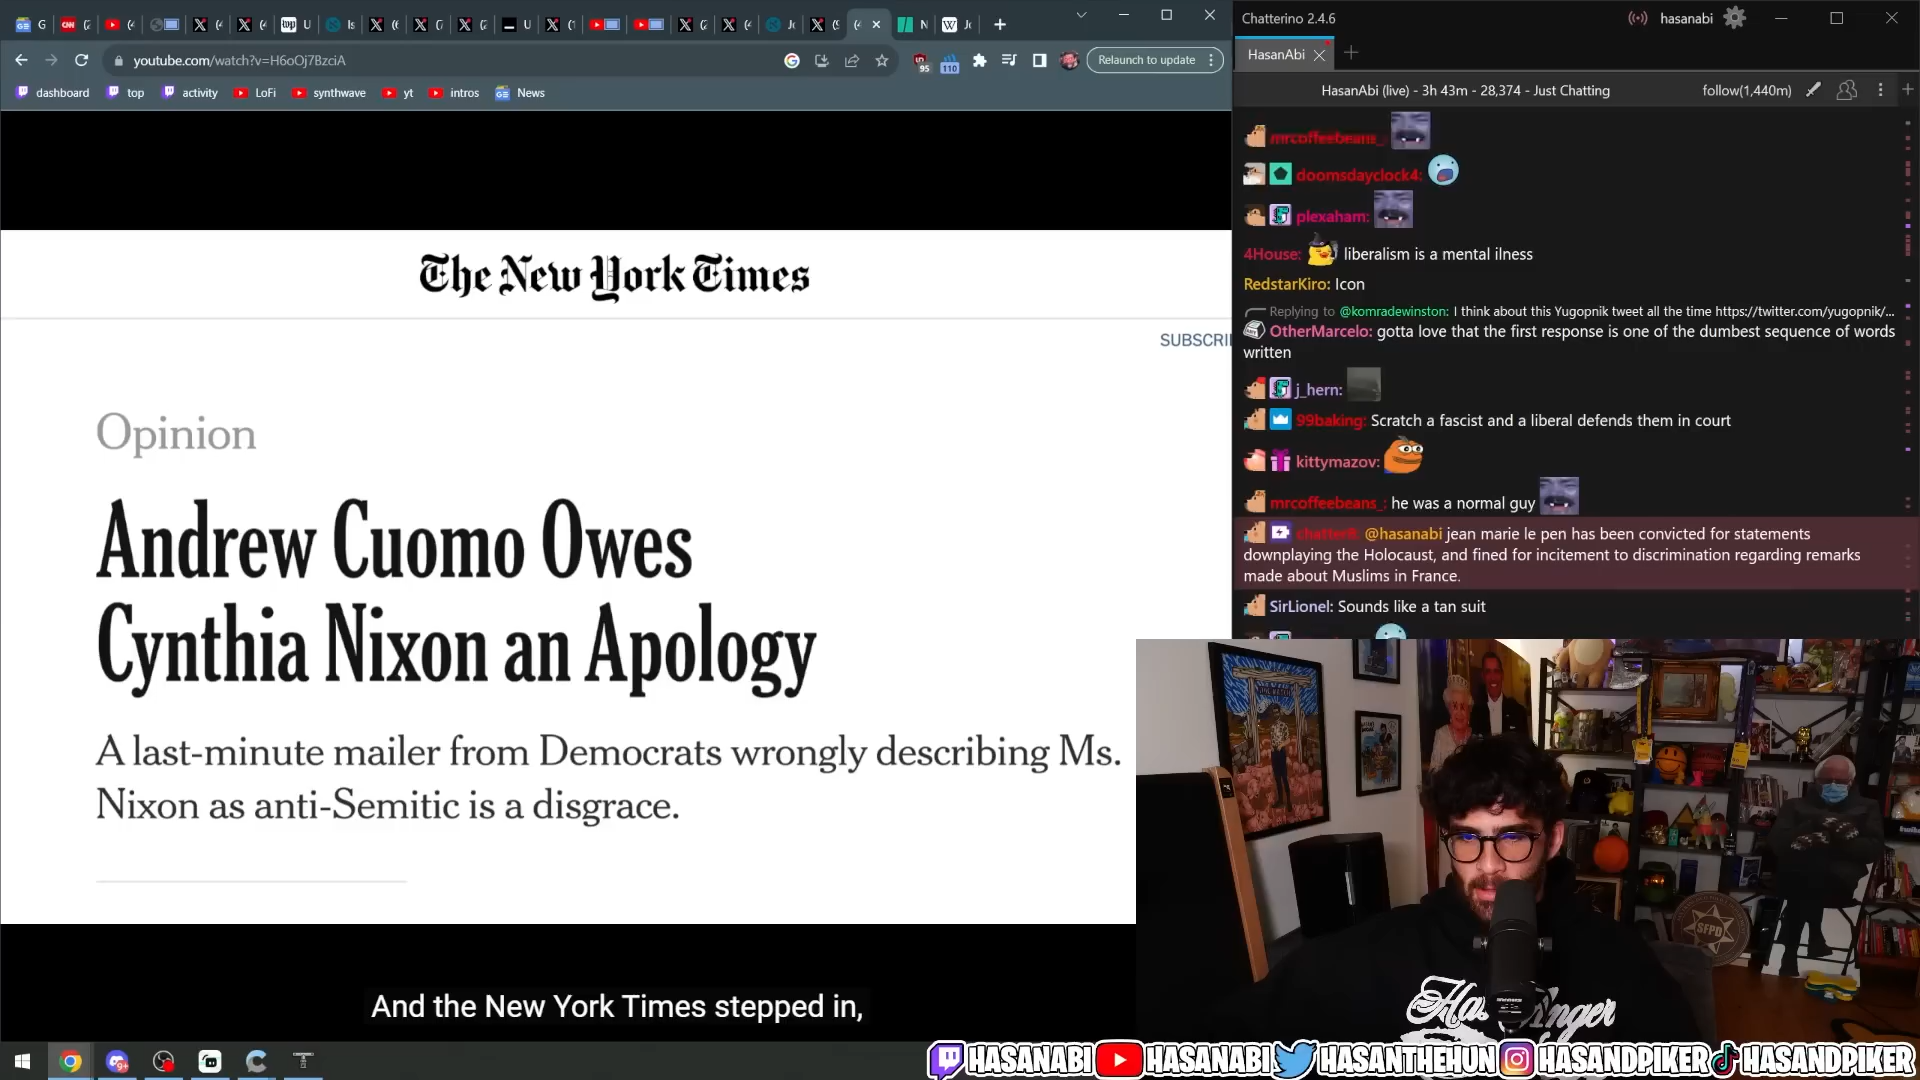 youtube.com/watch?v=H6oOj7BzciA
95
110
Relaunch to update
dashboard
top
activity
LoFi
synthwave
yt
intros
News
The New York Times
SUBSCRI
Opinion
Andrew Cuomo Owes
Cynthia Nixon an Apology
A last-minute mailer from Democrats wrongly describing Ms.
Nixon as anti-Semitic is a disgrace.
And the New York Times stepped in,
Chatterino 2.4.6
hasanabi
HasanAbi
HasanAbi (live) - 3h 43m - 28,374 - Just Chatting
follow(1,440m)
mrcoffeebeans_:
doomsdayclock4:
plexaham:
4House: liberalism is a mental ilness
RedstarKiro: Icon
Replying to @komradewinston: I think about this Yugopnik tweet all the time https://twitter.com/yugopnik/...
OtherMarcelo: gotta love that the first response is one of the dumbest sequence of words
written
j_hern:
99baking: Scratch a fascist and a liberal defends them in court
kittymazov:
mrcoffeebeans_: he was a normal guy
@hasanabi jean marie le pen has been convicted for statements
downplaying the Holocaust, and fined for incitement to discrimination regarding remarks
made about Muslims in France.
SirLionel: Sounds like a tan suit
SFPD
HASANABI
HASANABI
HASANTHEHUN
HASANDPIKER
HASANDPIKER